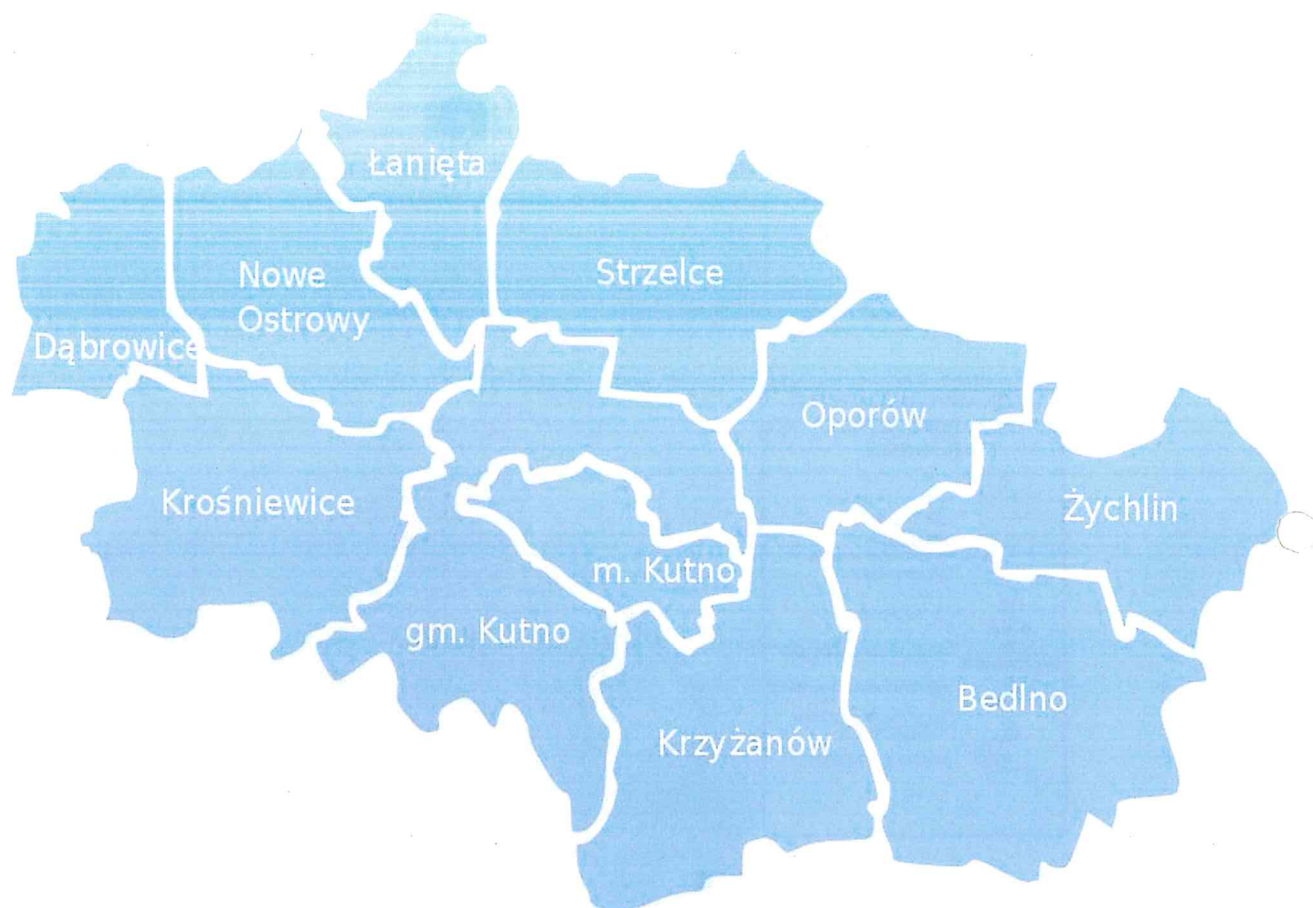 Łanięta
Nowe
Ostrowy
Strzelce
Dąbrowice
Oporów
Krośniewice
Żychlin
m. Kutno
gm. Kutno
Bedlno
Krzyżanów